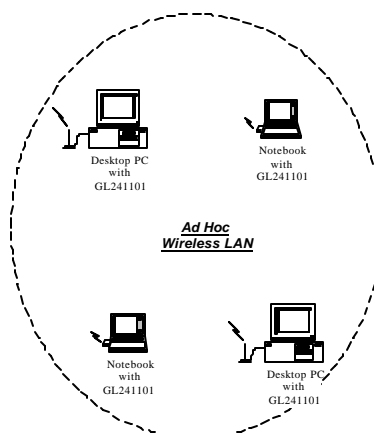 Desktop PC
with
GL241101
Notebook
with
GL241101
Ad Hoc
Wireless LAN
Notebook
with
GL241101
Desktop PC
with
GL241101